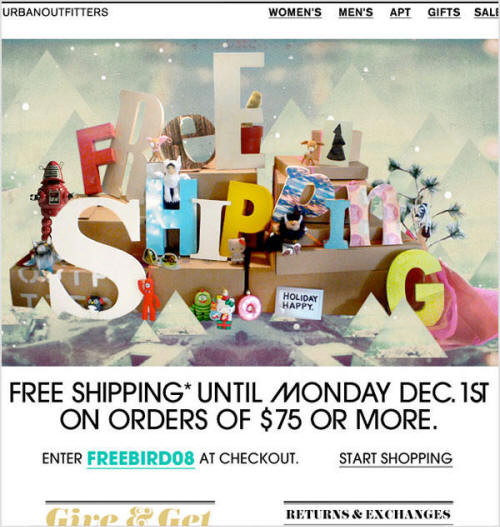 URBANOUTFITTERS
WOMEN'S MEN'S APT GIFTS SALE
FReE
SHIPPING
HOLIDAY
HAPPY.
FREE SHIPPING* UNTIL MONDAY DEC. 1ST
ON ORDERS OF $75 OR MORE.
ENTER FREEBIRD08 AT CHECKOUT. START SHOPPING
Give & Get RETURNS & EXCHANGES